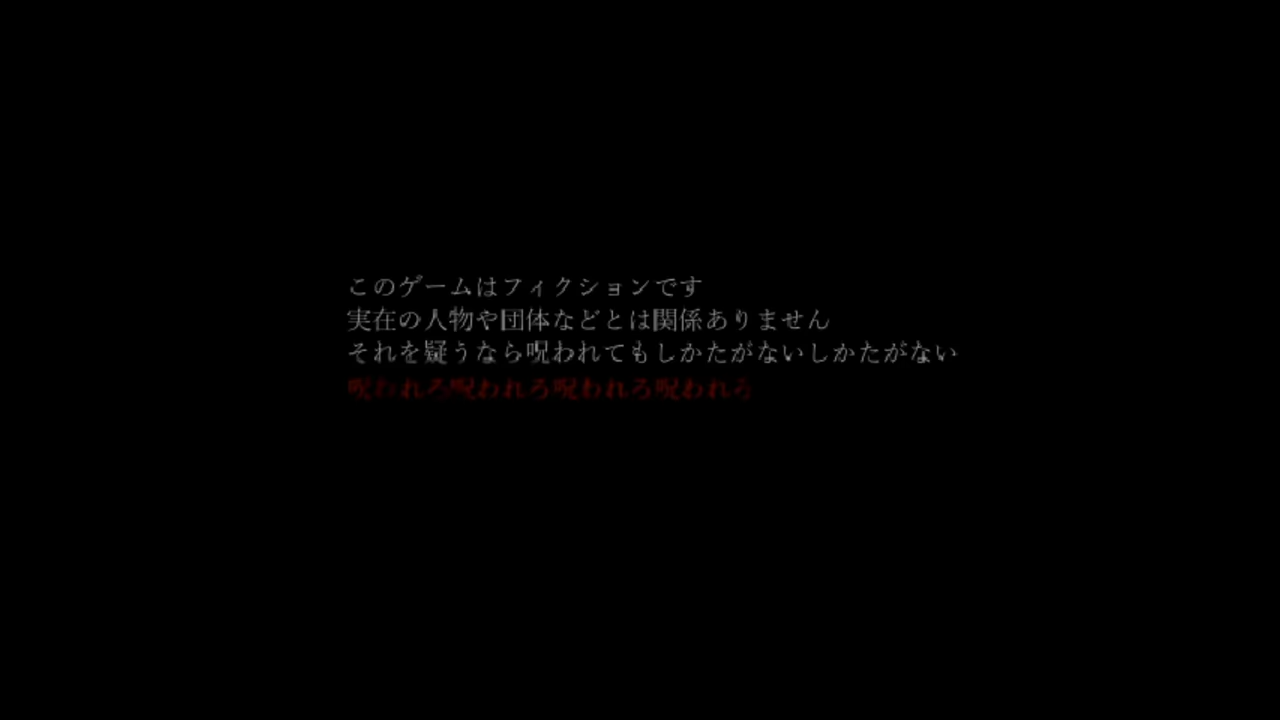 このゲームはフィクションです
実在の人物や団体などとは関係ありません
それを疑うなら呪われてもしかたがないしかたがない
呪われろ呪われろ呪われろ呪われろ